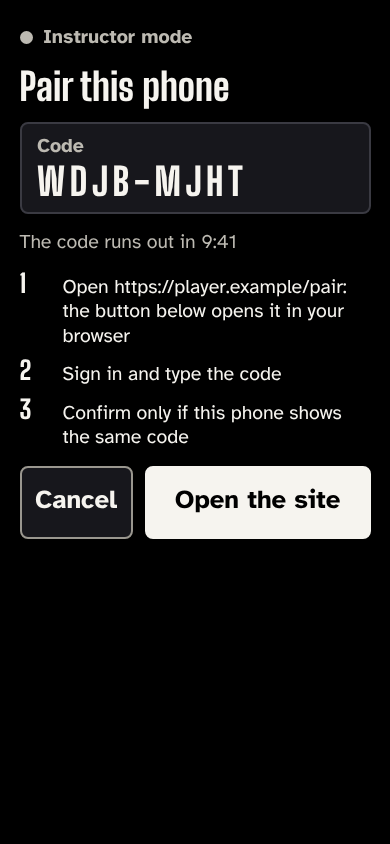 Instructor mode
Pair this phone
Code
WDJB-MJHT
The code runs out in 9:41
1 Open https://player.example/pair:
the button below opens it in your
browser
2 Sign in and type the code
3 Confirm only if this phone shows
the same code
Cancel Open the site